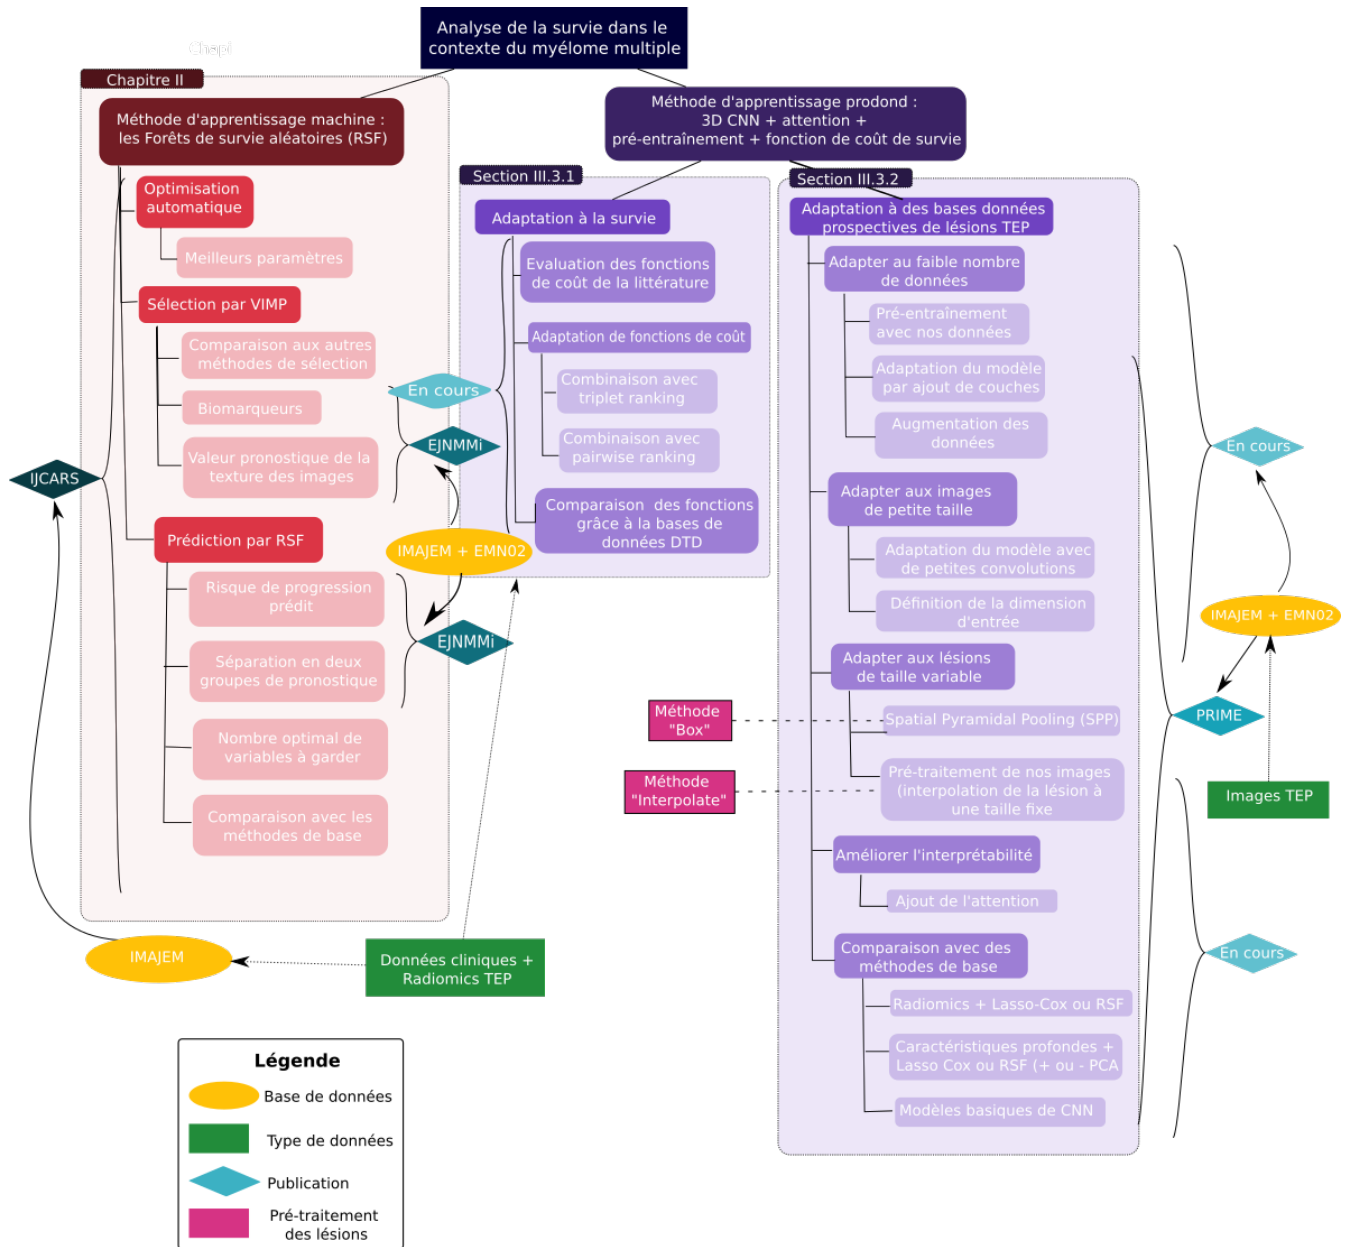 Analyse de la survie dans le
contexte du myélome multiple
Chapi
Chapitre II
Méthode d'apprentissage machine :
les Forêts de survie aléatoires (RSF)
Optimisation
automatique
Meilleurs paramètres
Sélection par VIMP
Comparaison aux autres
méthodes de sélection
Biomarqueurs
Valeur pronostique de la
texture des images
Prédiction par RSF
Risque de progression
prédit
Séparation en deux
groupes de pronostique
Nombre optimal de
variables à garder
Comparaison avec les
méthodes de base
IJCARS
En cours
EJNMMi
IMAJEM + EMN02
EJNMMi
IMAJEM
Données cliniques +
Radiomics TEP
Méthode d'apprentissage prodond :
3D CNN + attention +
pré-entraînement + fonction de coût de survie
Section III.3.1
Adaptation à la survie
Evaluation des fonctions
de coût de la littérature
Adaptation de fonctions de coût
Combinaison avec
triplet ranking
Combinaison avec
pairwise ranking
Comparaison  des fonctions
grâce à la bases de
données DTD
Section III.3.2
Adaptation à des bases données
prospectives de lésions TEP
Adapter au faible nombre
de données
Pré-entraînement
avec nos données
Adaptation du modèle
par ajout de couches
Augmentation des
données
Adapter aux images
de petite taille
Adaptation du modèle avec
de petites convolutions
Définition de la dimension
d'entrée
Adapter aux lésions
de taille variable
Méthode
"Box"
Spatial Pyramidal Pooling (SPP)
Méthode
"Interpolate"
Pré-traitement de nos images
(interpolation de la lésion à
une taille fixe
Améliorer l'interprétabilité
Ajout de l'attention
Comparaison avec des
méthodes de base
Radiomics + Lasso-Cox ou RSF
Caractéristiques profondes +
Lasso Cox ou RSF (+ ou - PCA
Modèles basiques de CNN
En cours
IMAJEM + EMN02
PRIME
Images TEP
En cours
Légende
Base de données
Type de données
Publication
Pré-traitement
des lésions